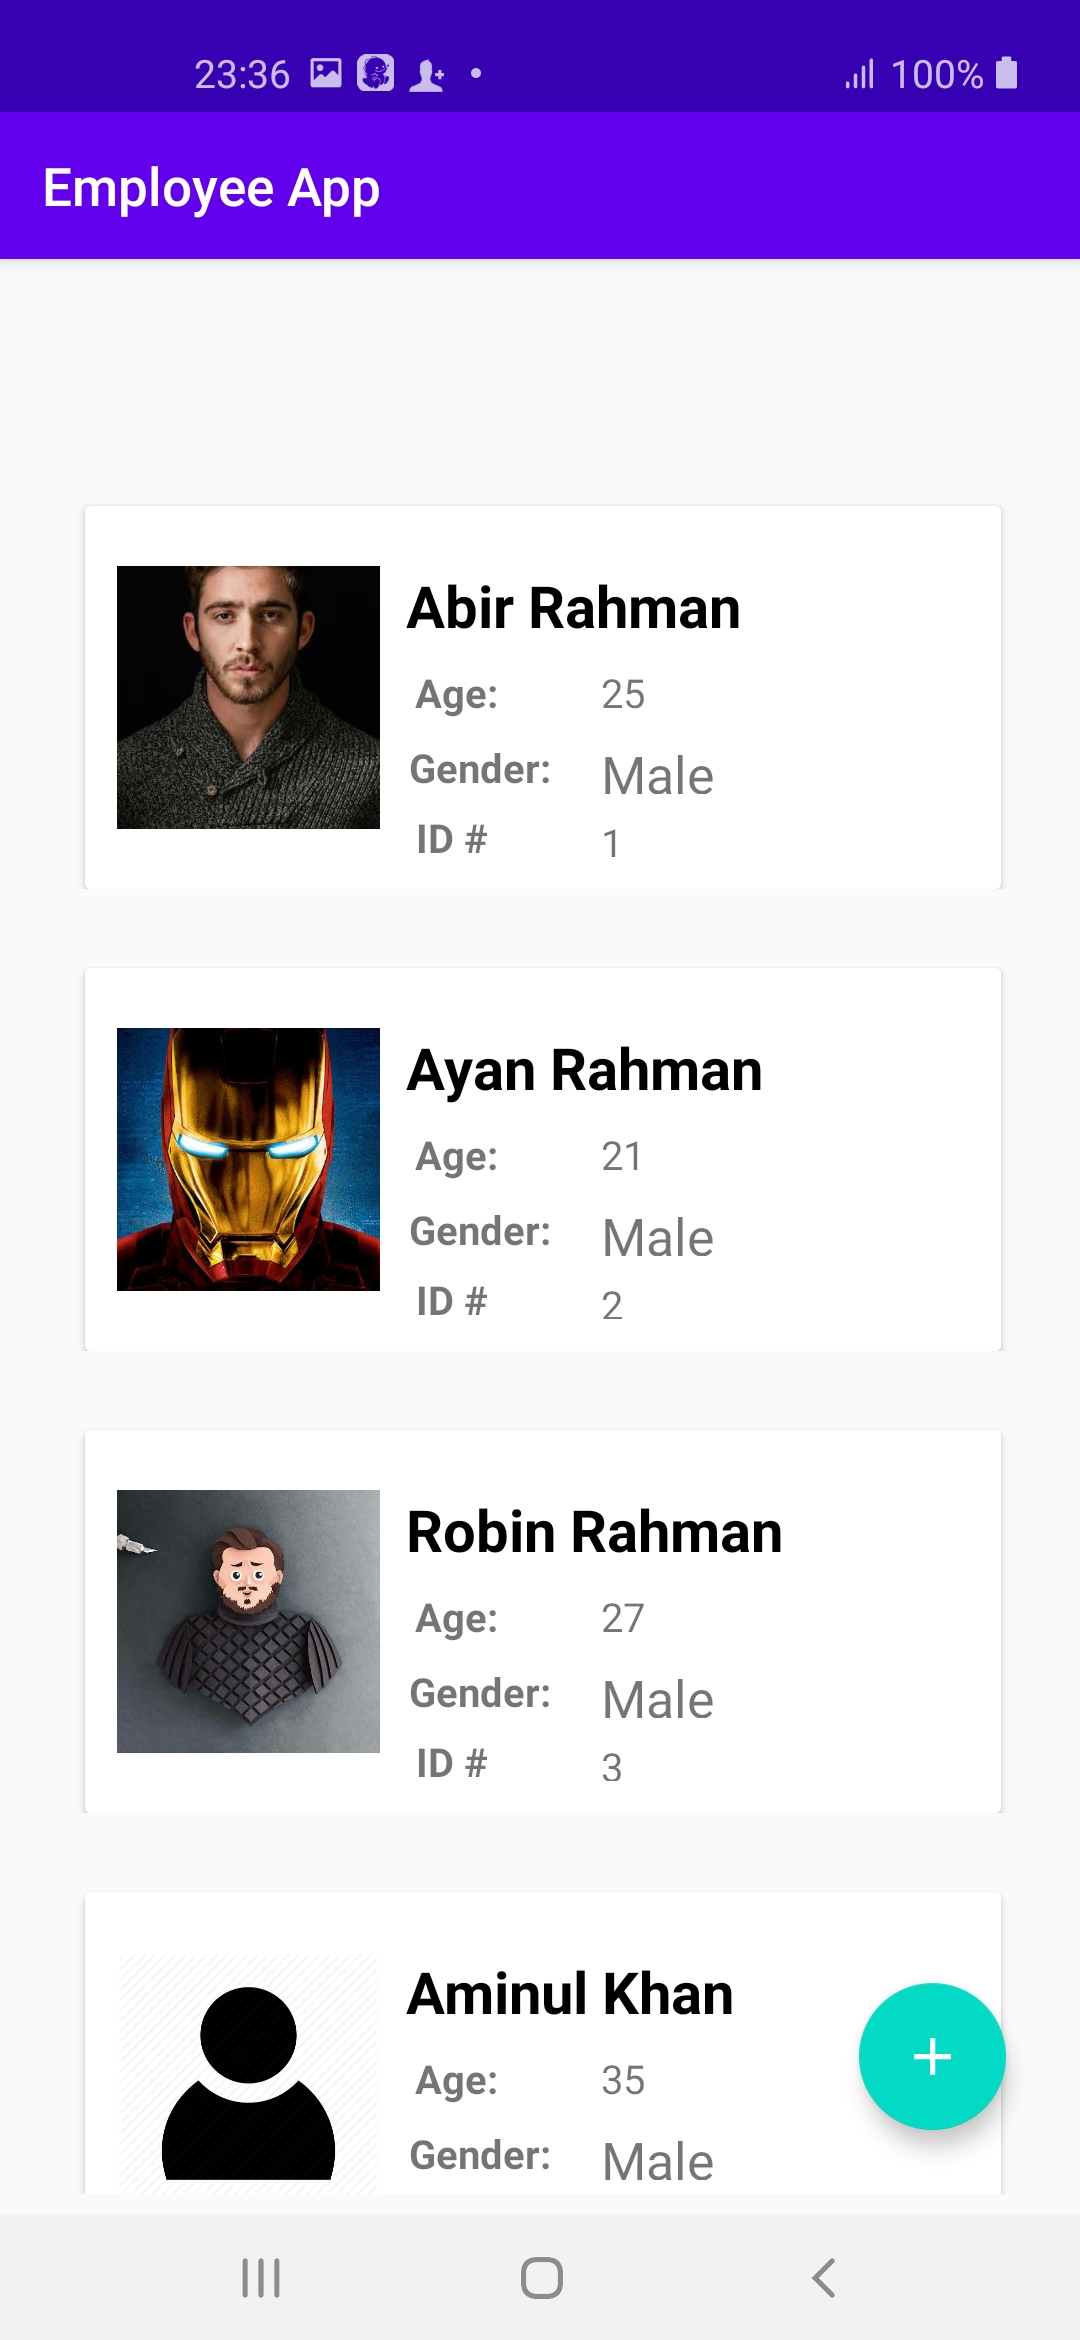 23:36 100%
Employee App
Abir Rahman
Age: 25
Gender: Male
ID # 1
Ayan Rahman
Age: 21
Gender: Male
ID # 2
Robin Rahman
Age: 27
Gender: Male
ID # 3
Aminul Khan
Age: 35
Gender: Male